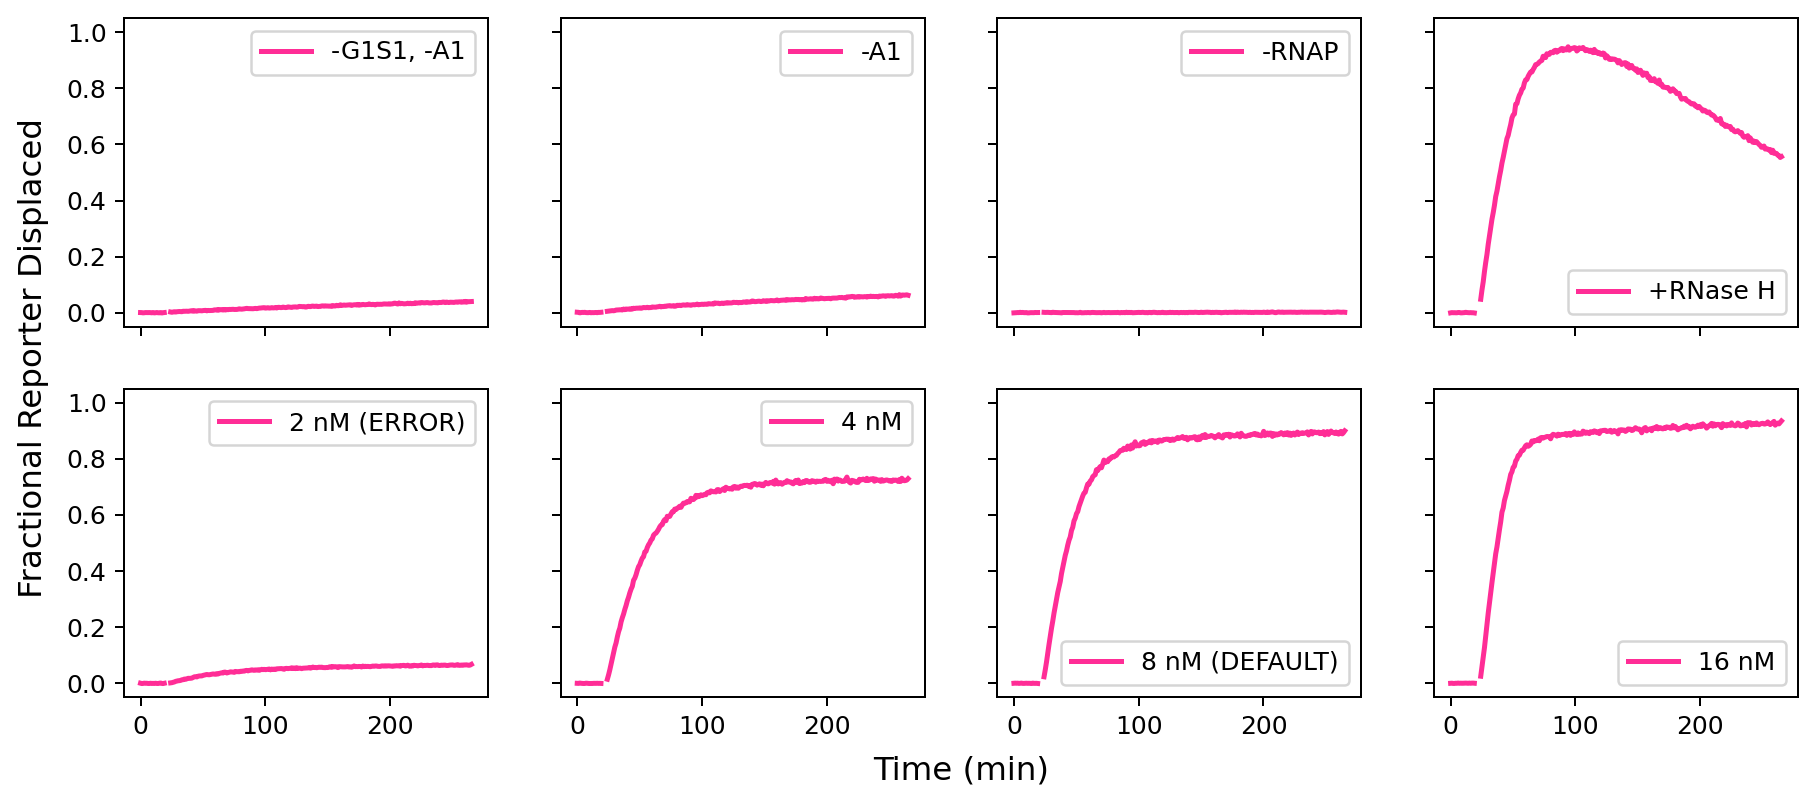 Fractional Reporter Displaced
1.0
0.8
0.6
0.4
0.2
0.0
-G1S1, -A1
-A1
-RNAP
+RNase H
1.0
0.8
0.6
0.4
0.2
0.0
2 nM (ERROR)
4 nM
8 nM (DEFAULT)
16 nM
0 100 200
0 100 200
0 100 200
0 100 200
Time (min)